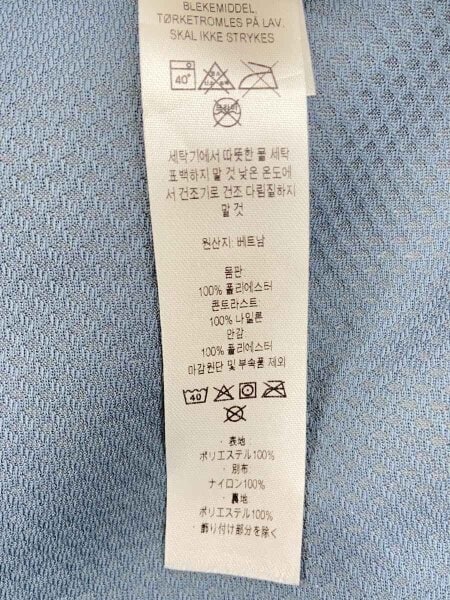 BLEKEMIDDEL,
TØRKETROMLES PÅ LAV.
SKAL IKKE STRYKES
40°
세탁기에서 따뜻한 물 세탁
표백하지 말 것 낮은 온도에
서 건조기로 건조 다림질하지
말 것
원산지: 베트남
몸판
100% 폴리에스터
콘트라스트:
100% 나일론
안감
100% 폴리에스터
마감원단 및 부속품 제외
40
・表地
ポリエステル100%
・別布
ナイロン100%
・裏地
ポリエステル100%
・飾り付け部分を除く